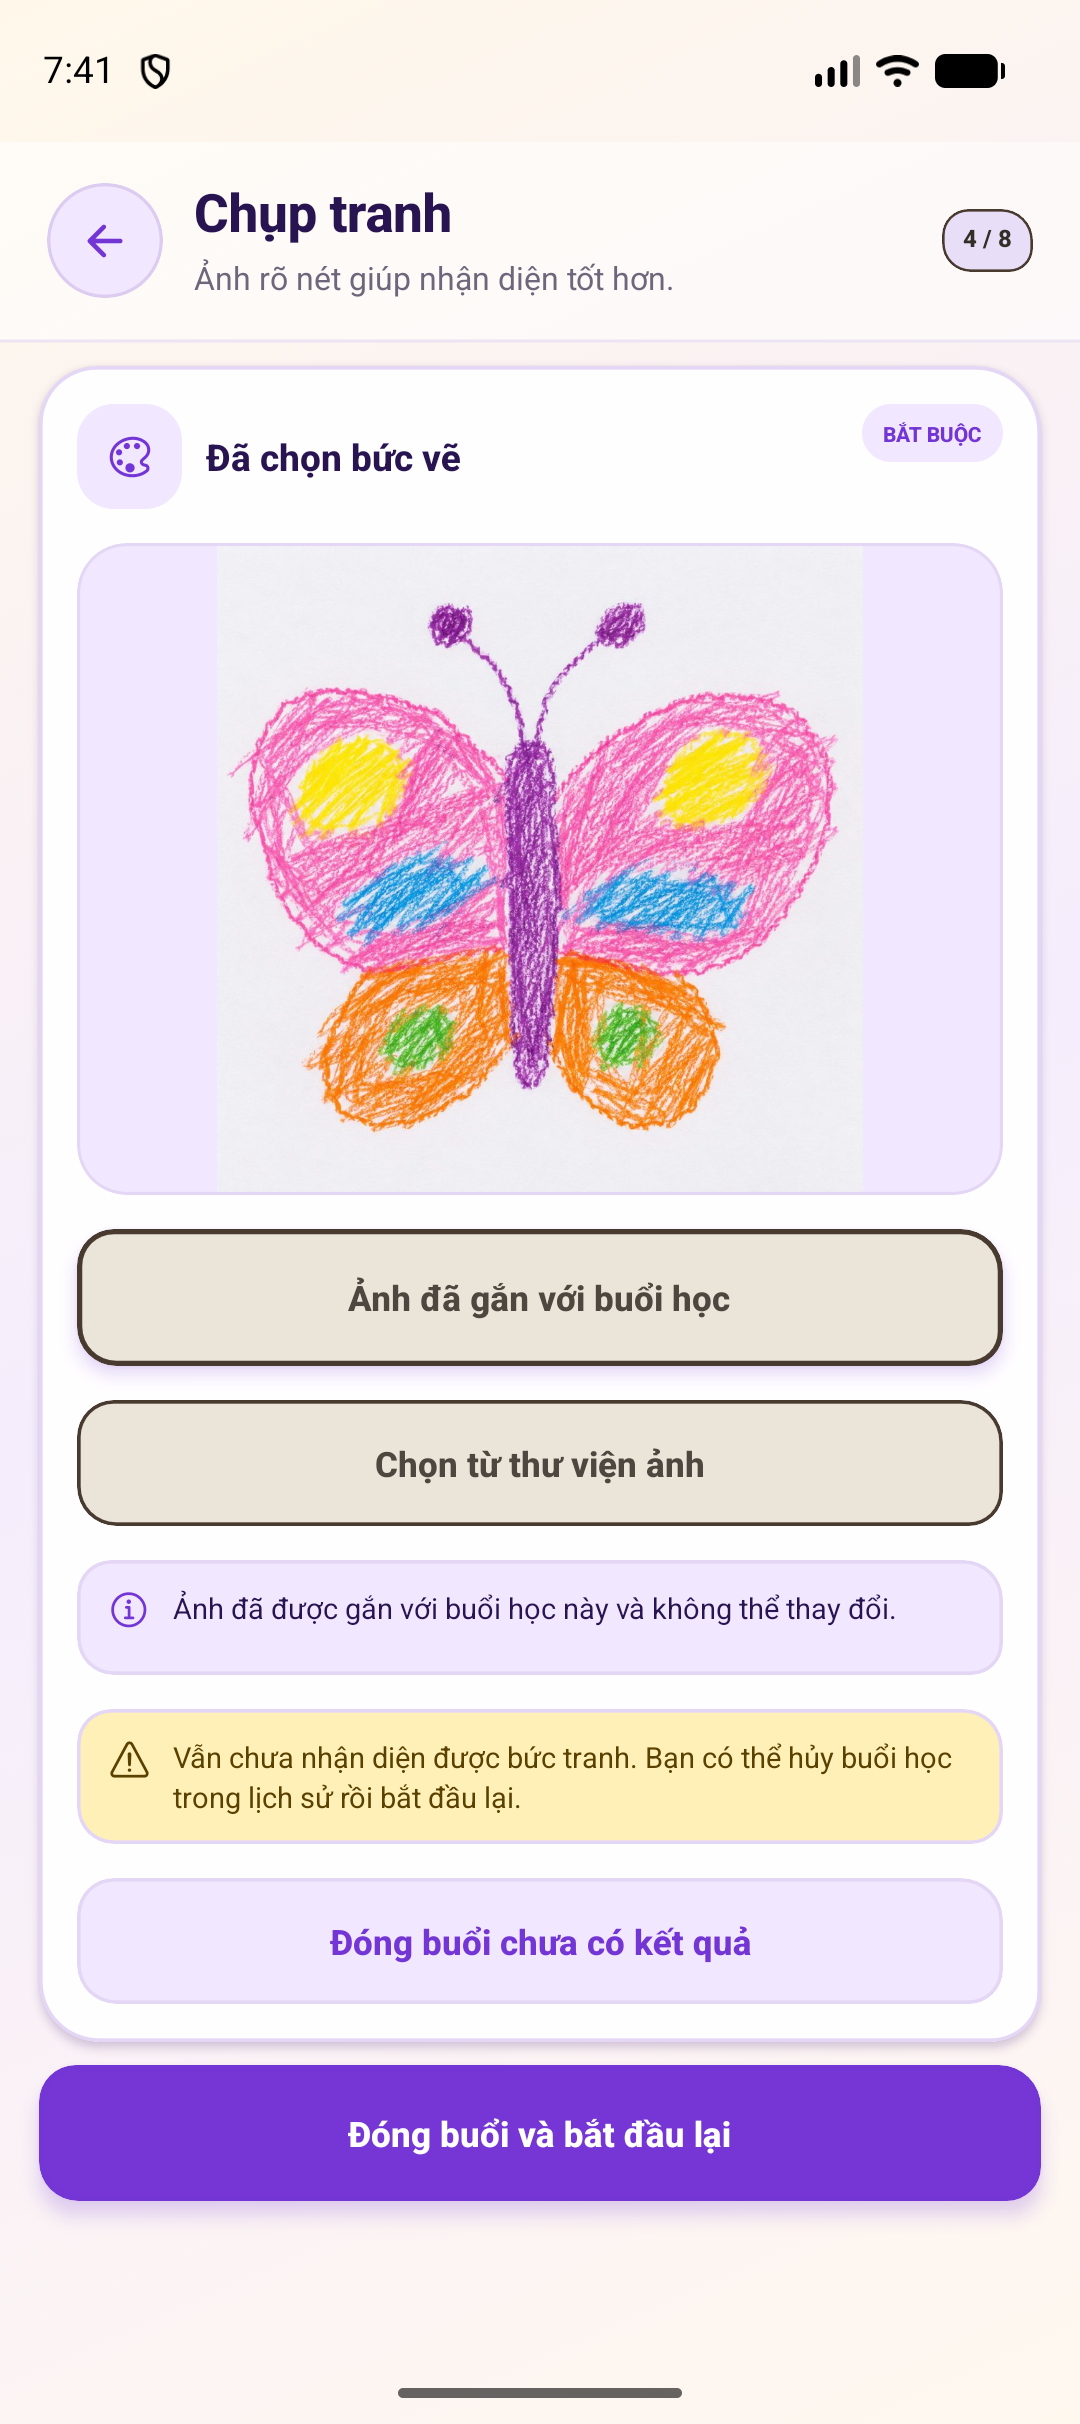 7:41
Chụp tranh
Ảnh rõ nét giúp nhận diện tốt hơn.
4 / 8
Đã chọn bức vẽ
BẮT BUỘC
Ảnh đã gắn với buổi học
Chọn từ thư viện ảnh
Ảnh đã được gắn với buổi học này và không thể thay đổi.
Vẫn chưa nhận diện được bức tranh. Bạn có thể hủy buổi học
trong lịch sử rồi bắt đầu lại.
Đóng buổi chưa có kết quả
Đóng buổi và bắt đầu lại